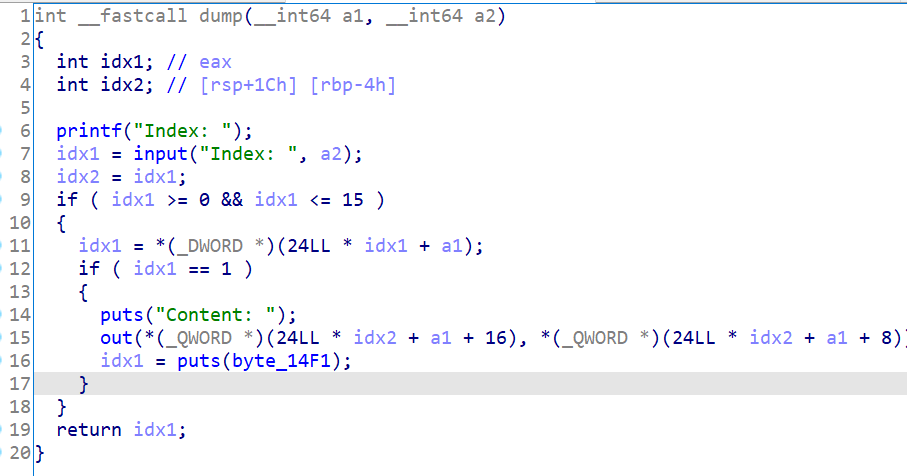 1 int __fastcall dump(__int64 a1, __int64 a2)
2 {
3   int idx1; // eax
4   int idx2; // [rsp+1Ch] [rbp-4h]
5
6   printf("Index: ");
7   idx1 = input("Index: ", a2);
8   idx2 = idx1;
9   if ( idx1 >= 0 && idx1 <= 15 )
10   {
11     idx1 = *(_DWORD *)(24LL * idx1 + a1);
12     if ( idx1 == 1 )
13     {
14       puts("Content: ");
15       out(*(_QWORD *)(24LL * idx2 + a1 + 16), *(_QWORD *)(24LL * idx2 + a1 + 8))
16       idx1 = puts(byte_14F1);
17     }
18   }
19   return idx1;
20 }